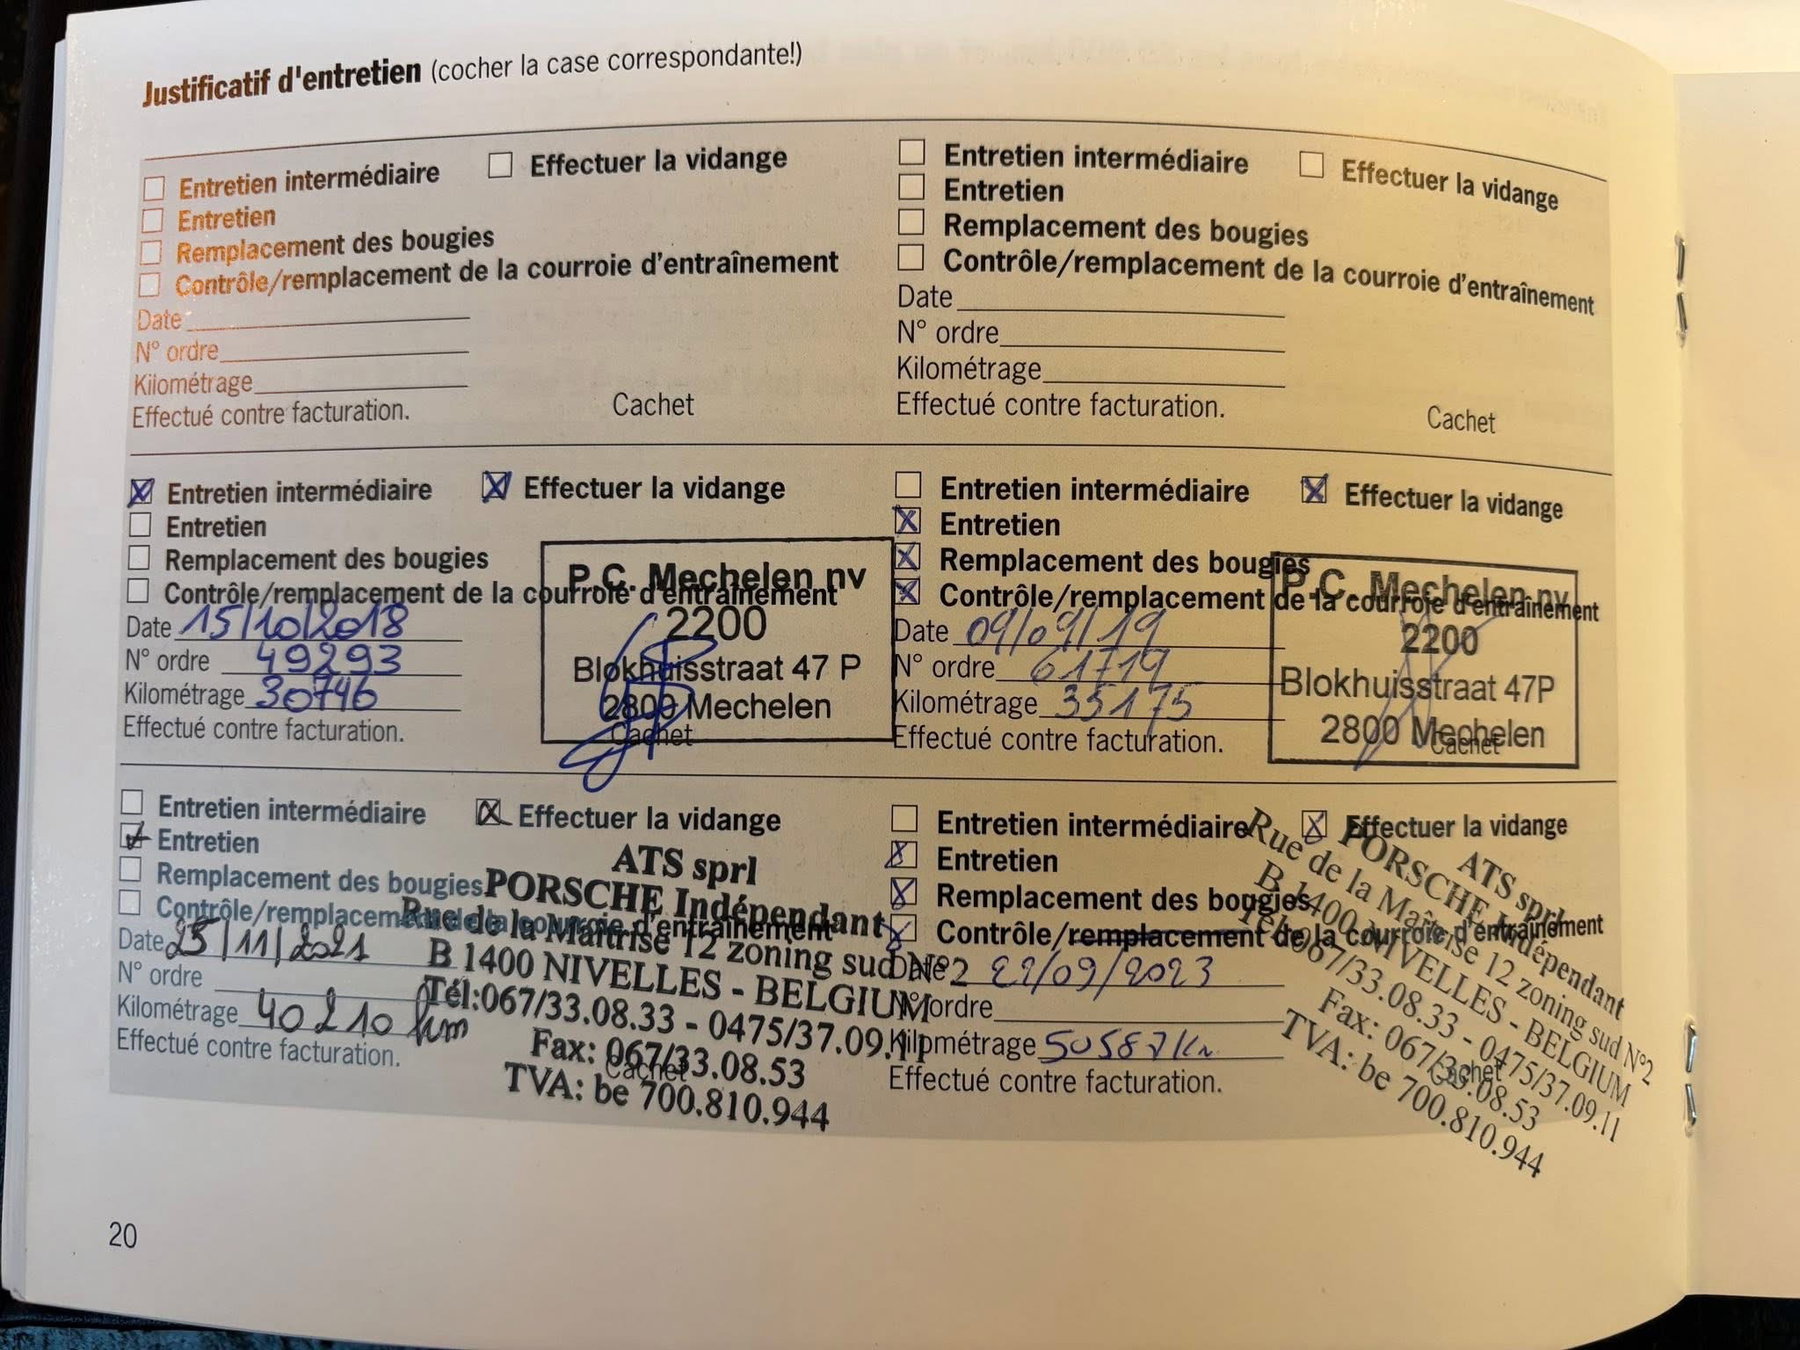 Justificatif d'entretien (cocher la case correspondante!)
Entretien intermédiaire Effectuer la vidange
Entretien
Remplacement des bougies
Contrôle/remplacement de la courroie d'entraînement
Date
N° ordre
Kilométrage
Effectué contre facturation. Cachet
Entretien intermédiaire Effectuer la vidange
Entretien
Remplacement des bougies
Contrôle/remplacement de la courroie d'entraînement
Date
N° ordre
Kilométrage
Effectué contre facturation. Cachet
Entretien intermédiaire Effectuer la vidange
Entretien
Remplacement des bougies
Contrôle/remplacement de la courroie d'entraînement
Date 15/10/2018
N° ordre 49293
Kilométrage 30746
Effectué contre facturation. Cachet
P.C. Mechelen nv
2200
Blokhuisstraat 47 P
2800 Mechelen
Entretien intermédiaire Effectuer la vidange
Entretien
Remplacement des bougies
Contrôle/remplacement de la courroie d'entraînement
Date 09/09/19
N° ordre 61719
Kilométrage 35175
Effectué contre facturation. Cachet
P.C. Mechelen nv
2200
Blokhuisstraat 47P
2800 Mechelen
Entretien intermédiaire Effectuer la vidange
Entretien
Remplacement des bougies
Contrôle/remplacement de la courroie d'entraînement
Date 25/11/2021
N° ordre
Kilométrage 40210 km
Effectué contre facturation. Cachet
ATS sprl
PORSCHE Indépendant
Rue de la Maîtrise 12 zoning sud N°2
B 1400 NIVELLES - BELGIUM
Tél:067/33.08.33 - 0475/37.09.11
Fax: 067/33.08.53
TVA: be 700.810.944
Entretien intermédiaire Effectuer la vidange
Entretien
Remplacement des bougies
Contrôle/remplacement de la courroie d'entraînement
Date 22/09/2023
N° ordre
Kilométrage 50587 Km
Effectué contre facturation. Cachet
ATS sprl
PORSCHE Indépendant
Rue de la Maîtrise 12 zoning sud N°2
B 1400 NIVELLES - BELGIUM
Tél:067/33.08.33 - 0475/37.09.11
Fax: 067/33.08.53
TVA: be 700.810.944
20